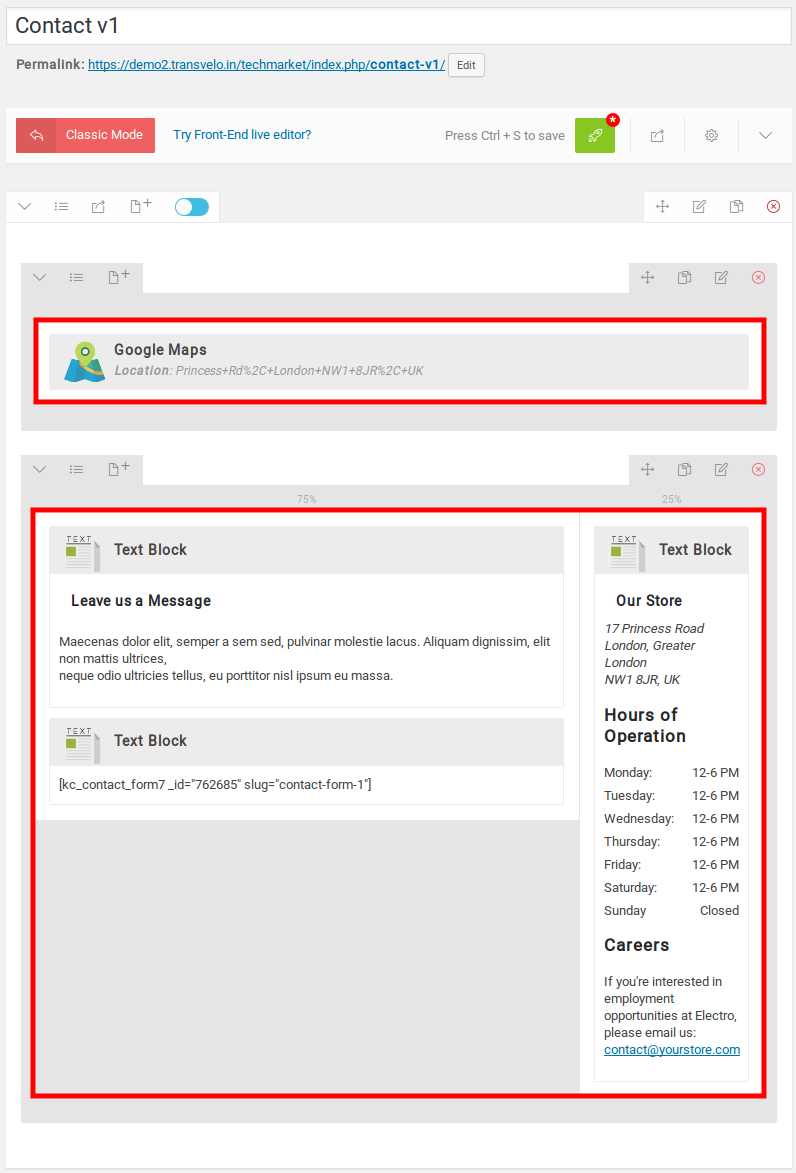 Contact v1
Permalink: https://demo2.transvelo.in/techmarket/index.php/contact-v1/ Edit
Classic Mode Try Front-End live editor? Press Ctrl + S to save *
Google Maps
Location: Princess+Rd%2C+London+NW1+8JR%2C+UK
75% 25%
TEXT
Text Block
Leave us a Message
Maecenas dolor elit, semper a sem sed, pulvinar molestie lacus. Aliquam dignissim, elit
non mattis ultrices,
neque odio ultricies tellus, eu porttitor nisl ipsum eu massa.
TEXT
Text Block
[kc_contact_form7 _id="762685" slug="contact-form-1"]
TEXT
Text Block
Our Store
17 Princess Road
London, Greater
London
NW1 8JR, UK
Hours of
Operation
Monday: 12-6 PM
Tuesday: 12-6 PM
Wednesday: 12-6 PM
Thursday: 12-6 PM
Friday: 12-6 PM
Saturday: 12-6 PM
Sunday Closed
Careers
If you're interested in
employment
opportunities at Electro,
please email us:
contact@yourstore.com